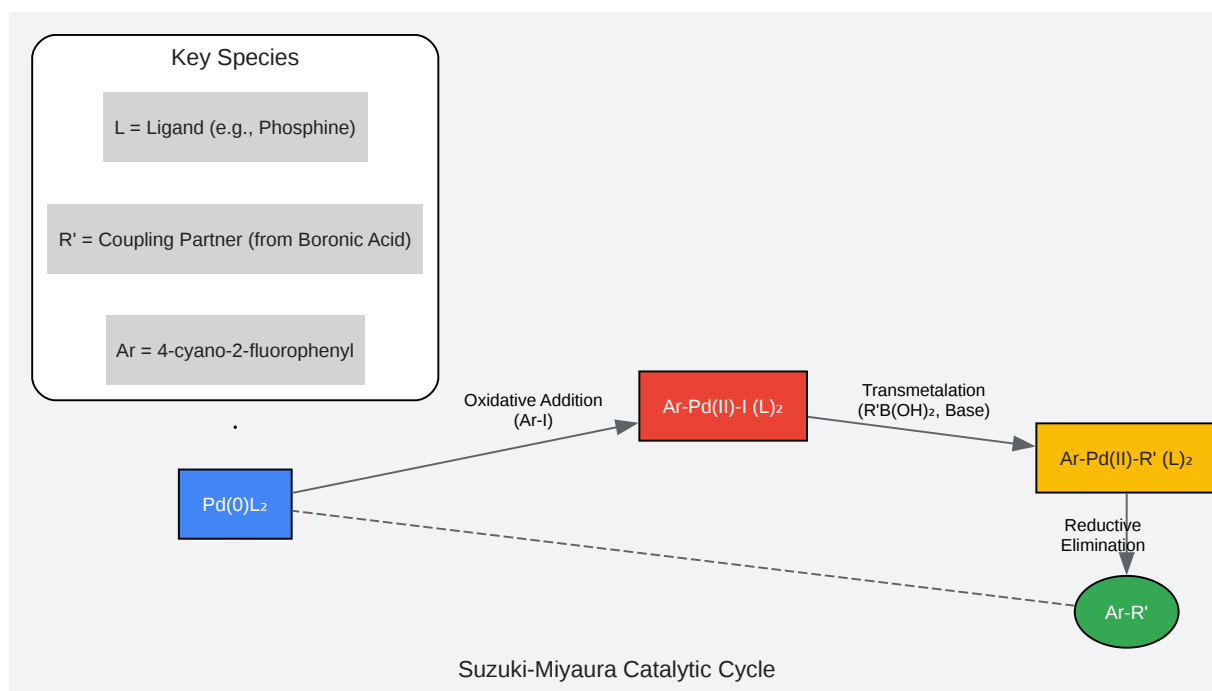 Key Species
L = Ligand (e.g., Phosphine)
R' = Coupling Partner (from Boronic Acid)
Ar = 4-cyano-2-fluorophenyl
.
Oxidative Addition
(Ar-I)
Ar-Pd(II)-I (L)₂
Transmetalation
(R'B(OH)₂, Base)
Ar-Pd(II)-R' (L)₂
Pd(0)L₂
Reductive
Elimination
Ar-R'
Suzuki-Miyaura Catalytic Cycle